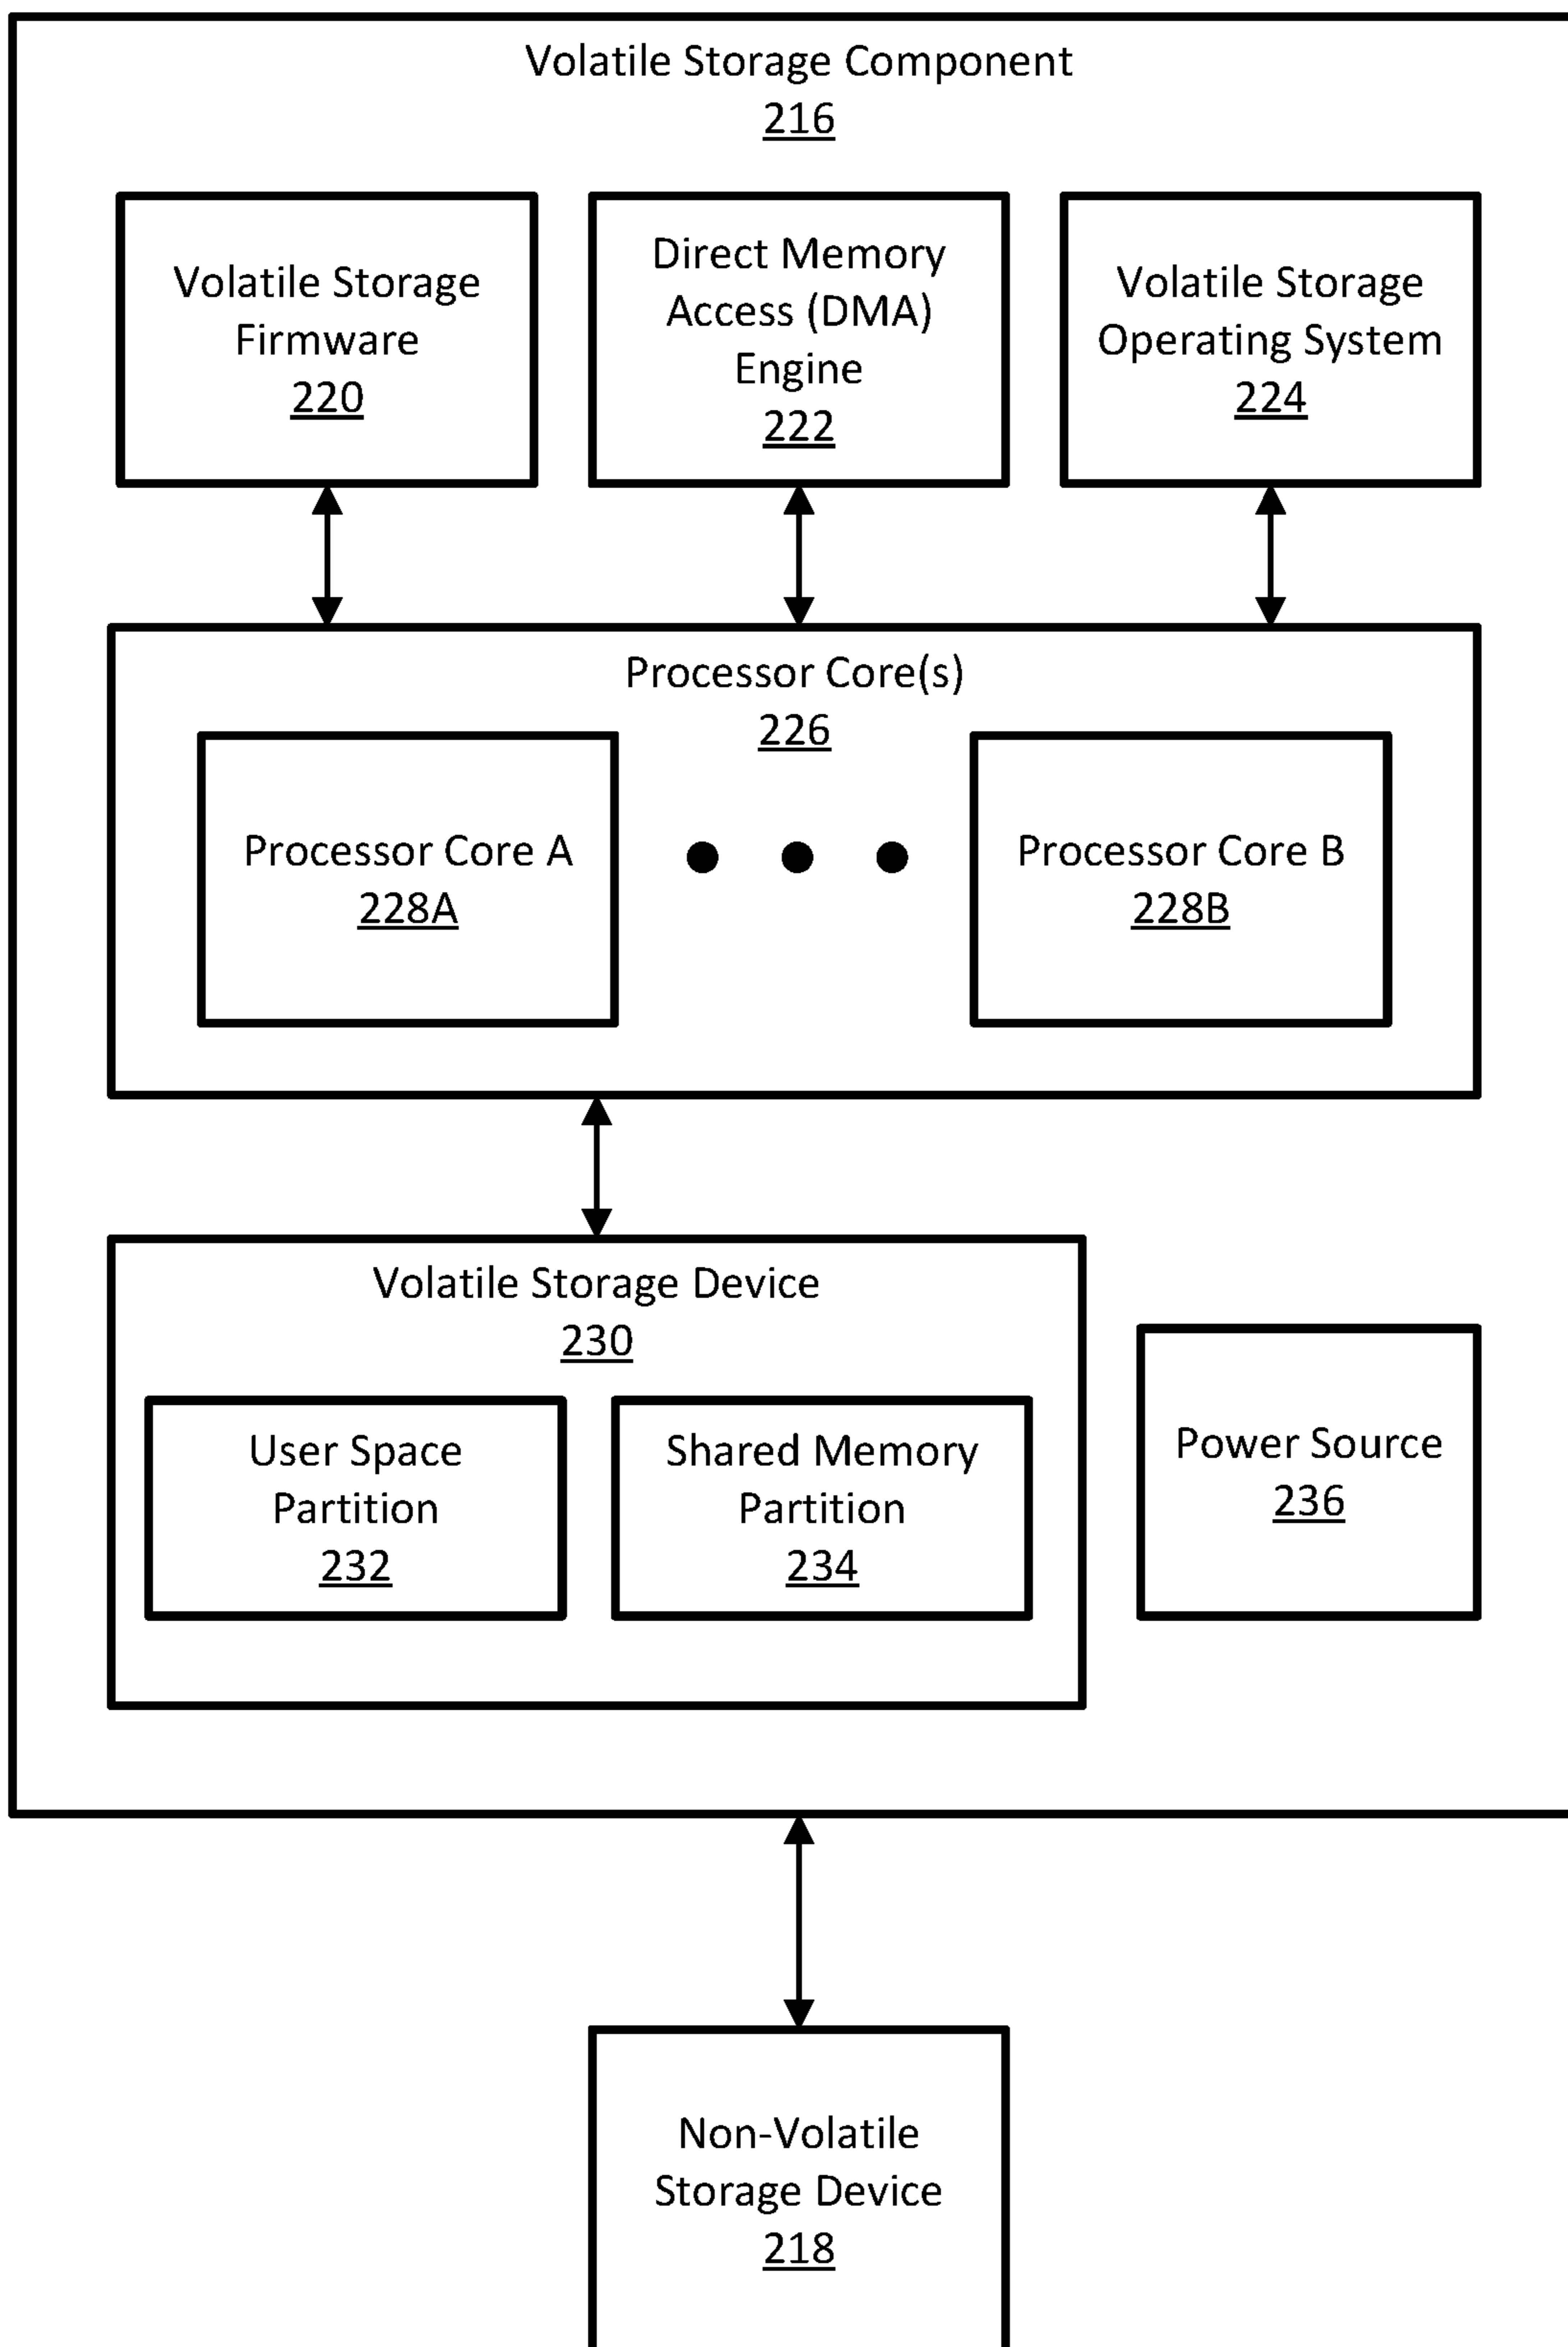 Volatile Storage Component
216
Volatile Storage
Firmware
220
Direct Memory
Access (DMA)
Engine
222
Volatile Storage
Operating System
224
Processor Core(s)
226
Processor Core A
228A
Processor Core B
228B
Volatile Storage Device
230
User Space
Partition
232
Shared Memory
Partition
234
Power Source
236
Non-Volatile
Storage Device
218